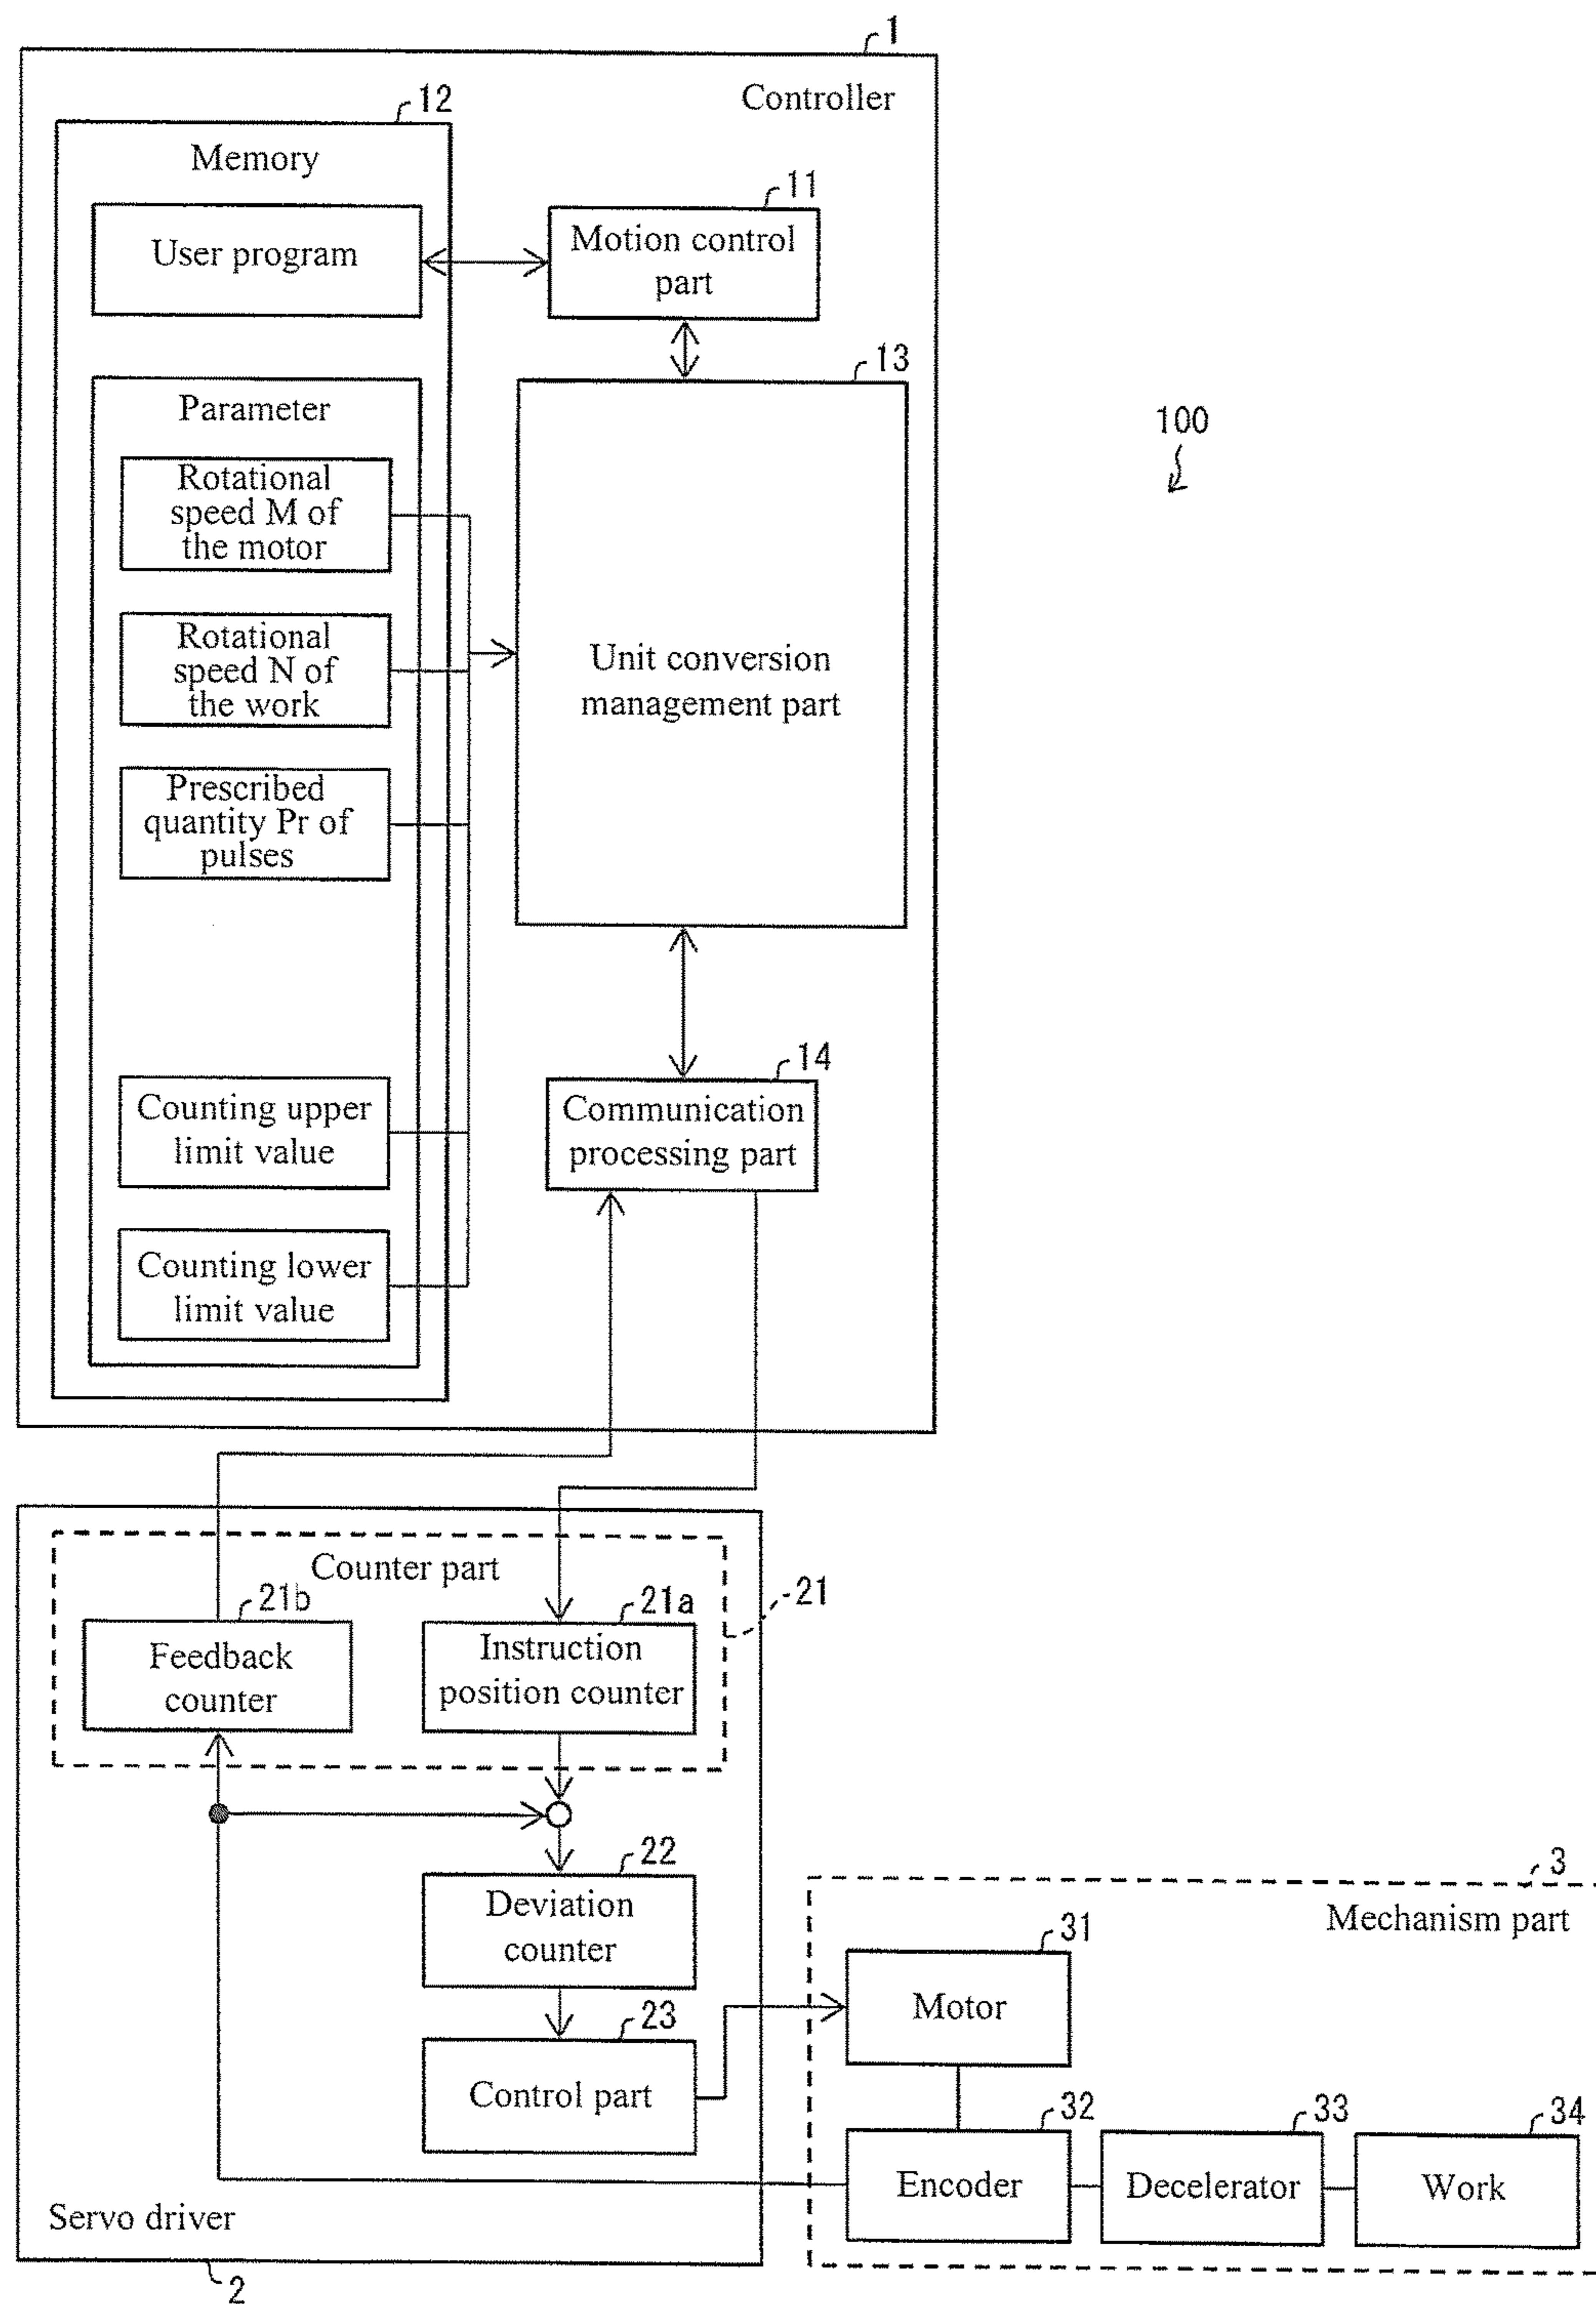 1
Controller
12
Memory
11
User program
Motion control
part
13
Parameter
100
Rotational
speed M of
the motor
Rotational
speed N of
the work
Unit conversion
management part
Prescribed
quantity Pr of
pulses
14
Counting upper
limit value
Communication
processing part
Counting lower
limit value
Counter part
21
21b
21a
Feedback
counter
Instruction
position counter
22
Deviation
counter
3
Mechanism part
31
Motor
23
Control part
32
33
34
Encoder
Decelerator
Work
Servo driver
2